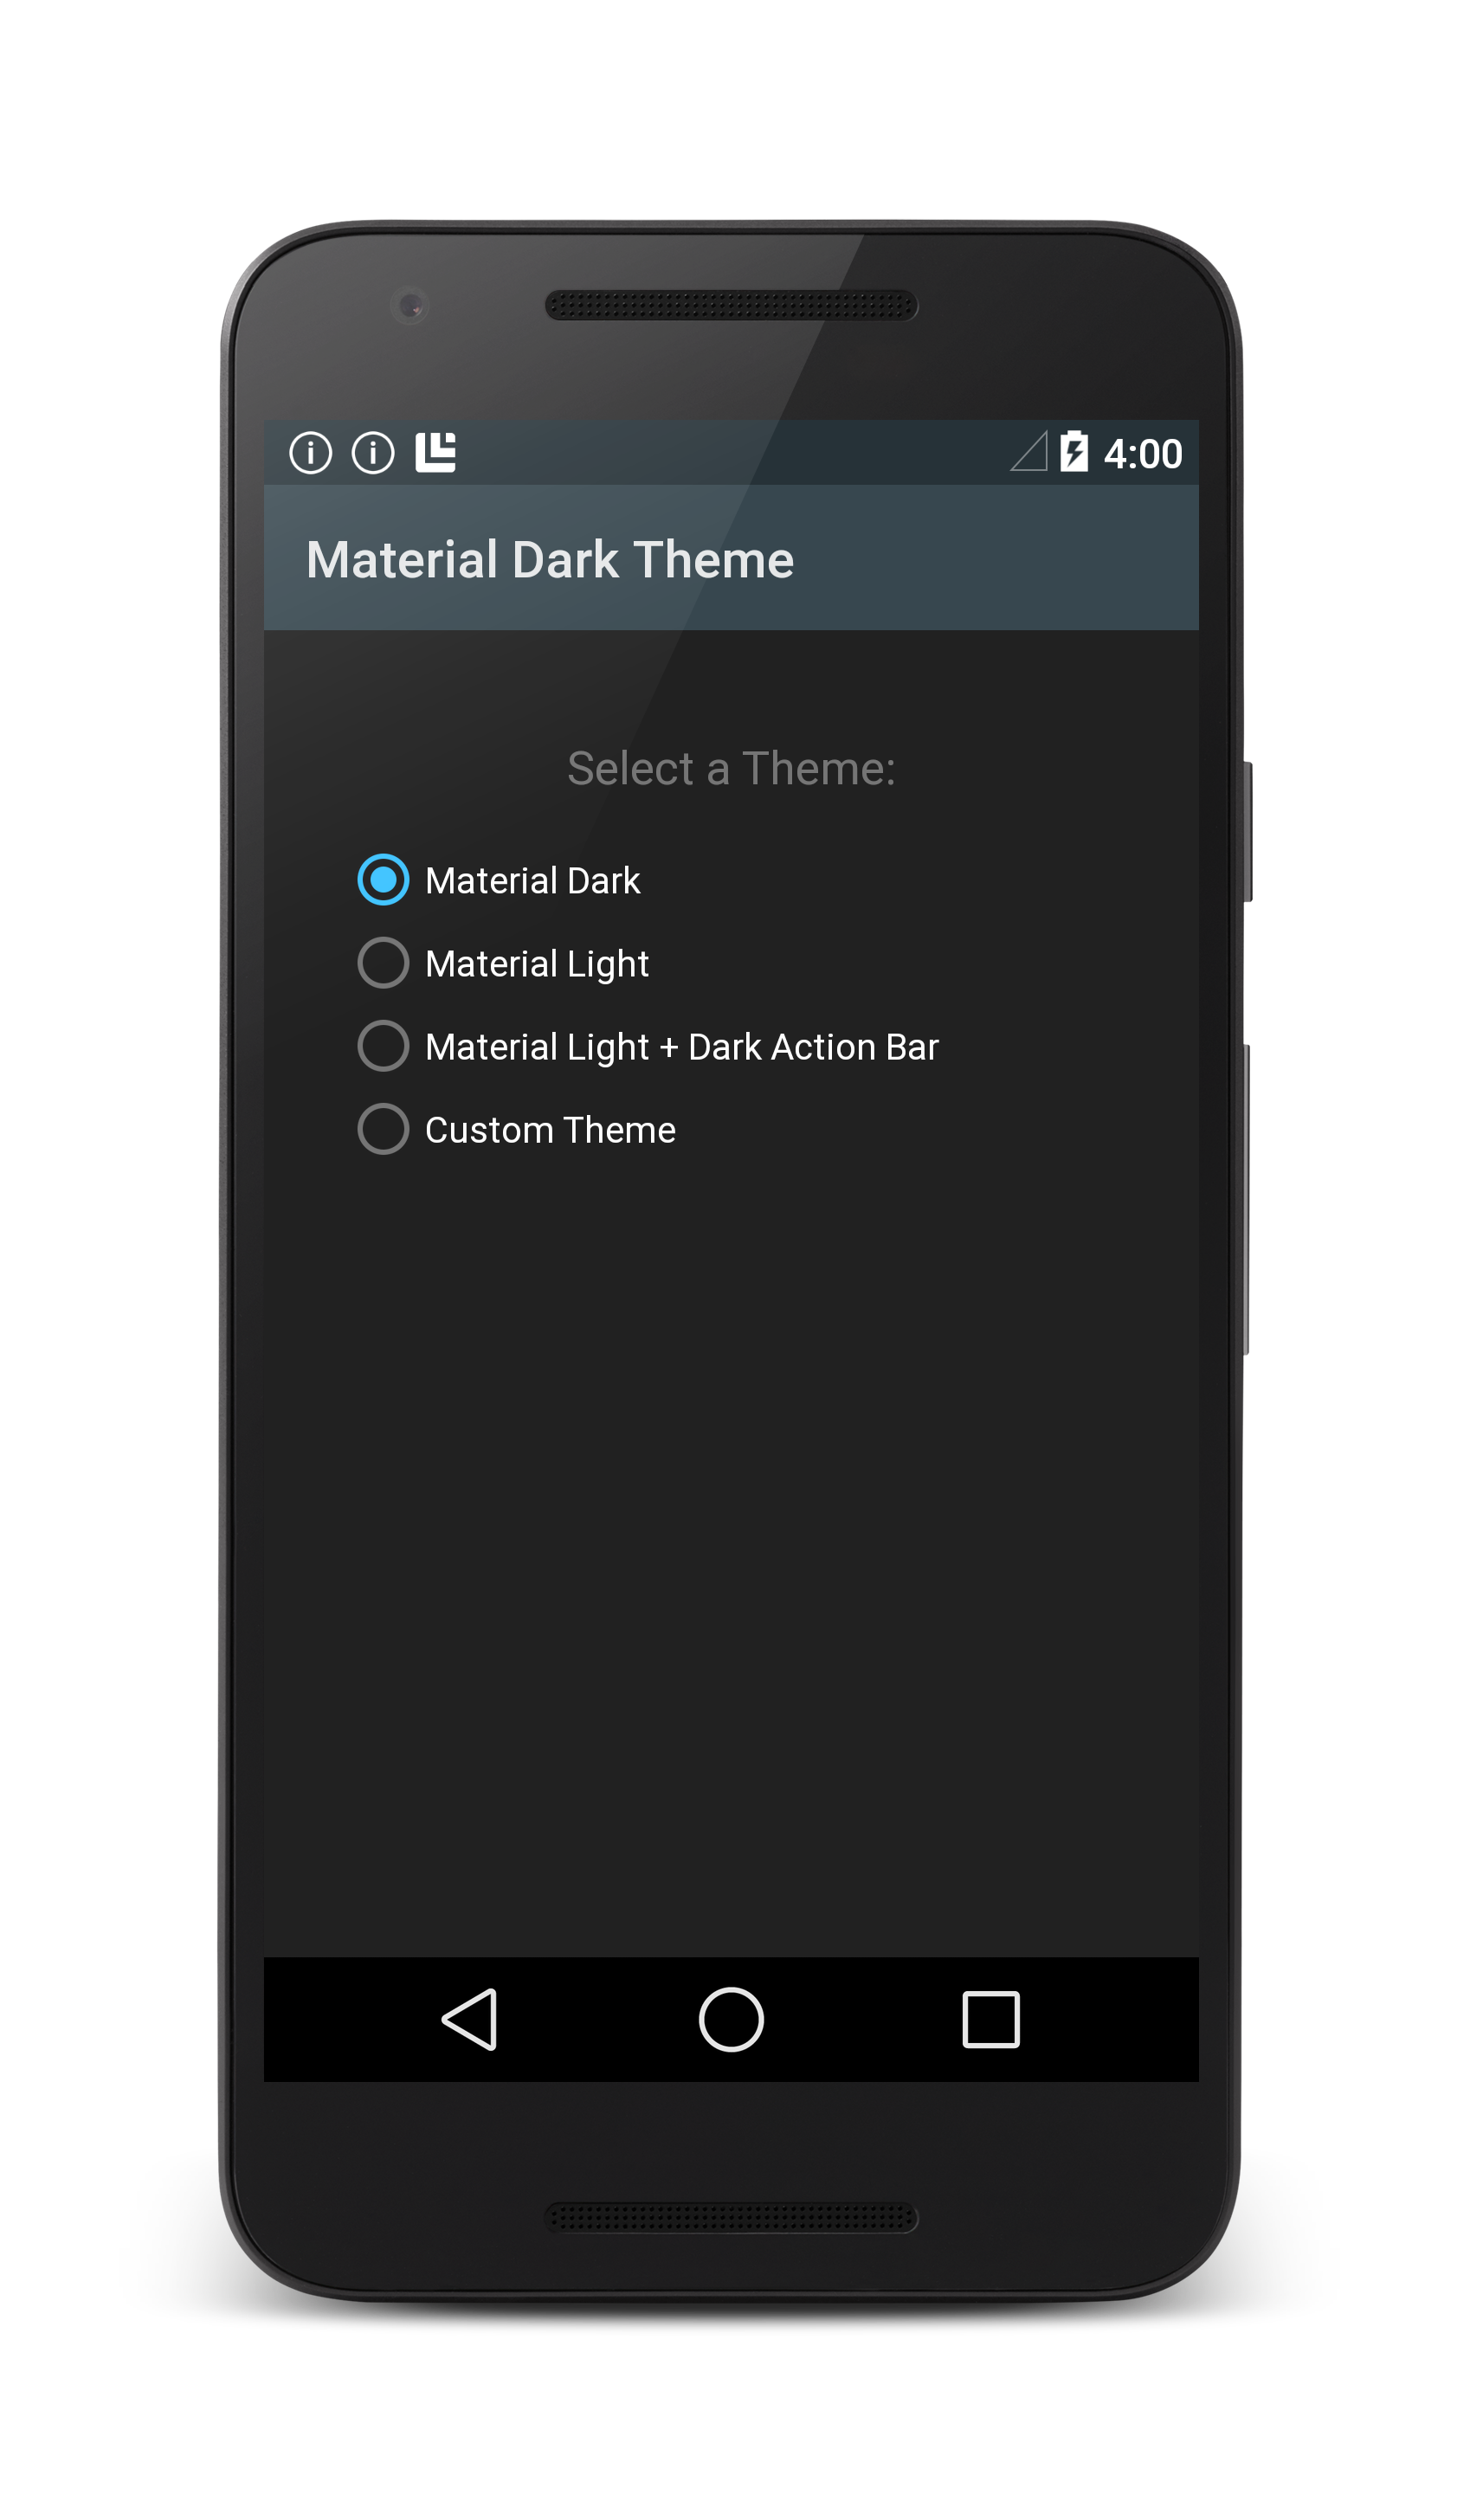 4:00
Material Dark Theme
Select a Theme:
Material Dark
Material Light
Material Light + Dark Action Bar
Custom Theme